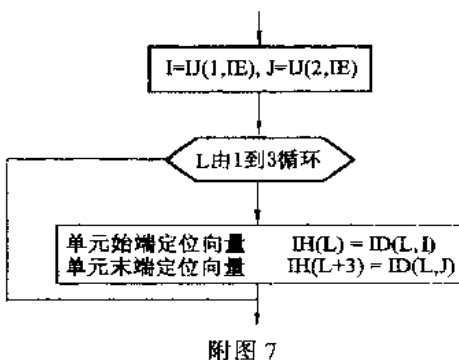 I=IJ(1,IE), J=IJ(2,IE)
L由1到3循环
单元始端定位向量 IH(L) = ID(L,I)
单元末端定位向量 IH(L+3) = ID(L,J)
附图 7